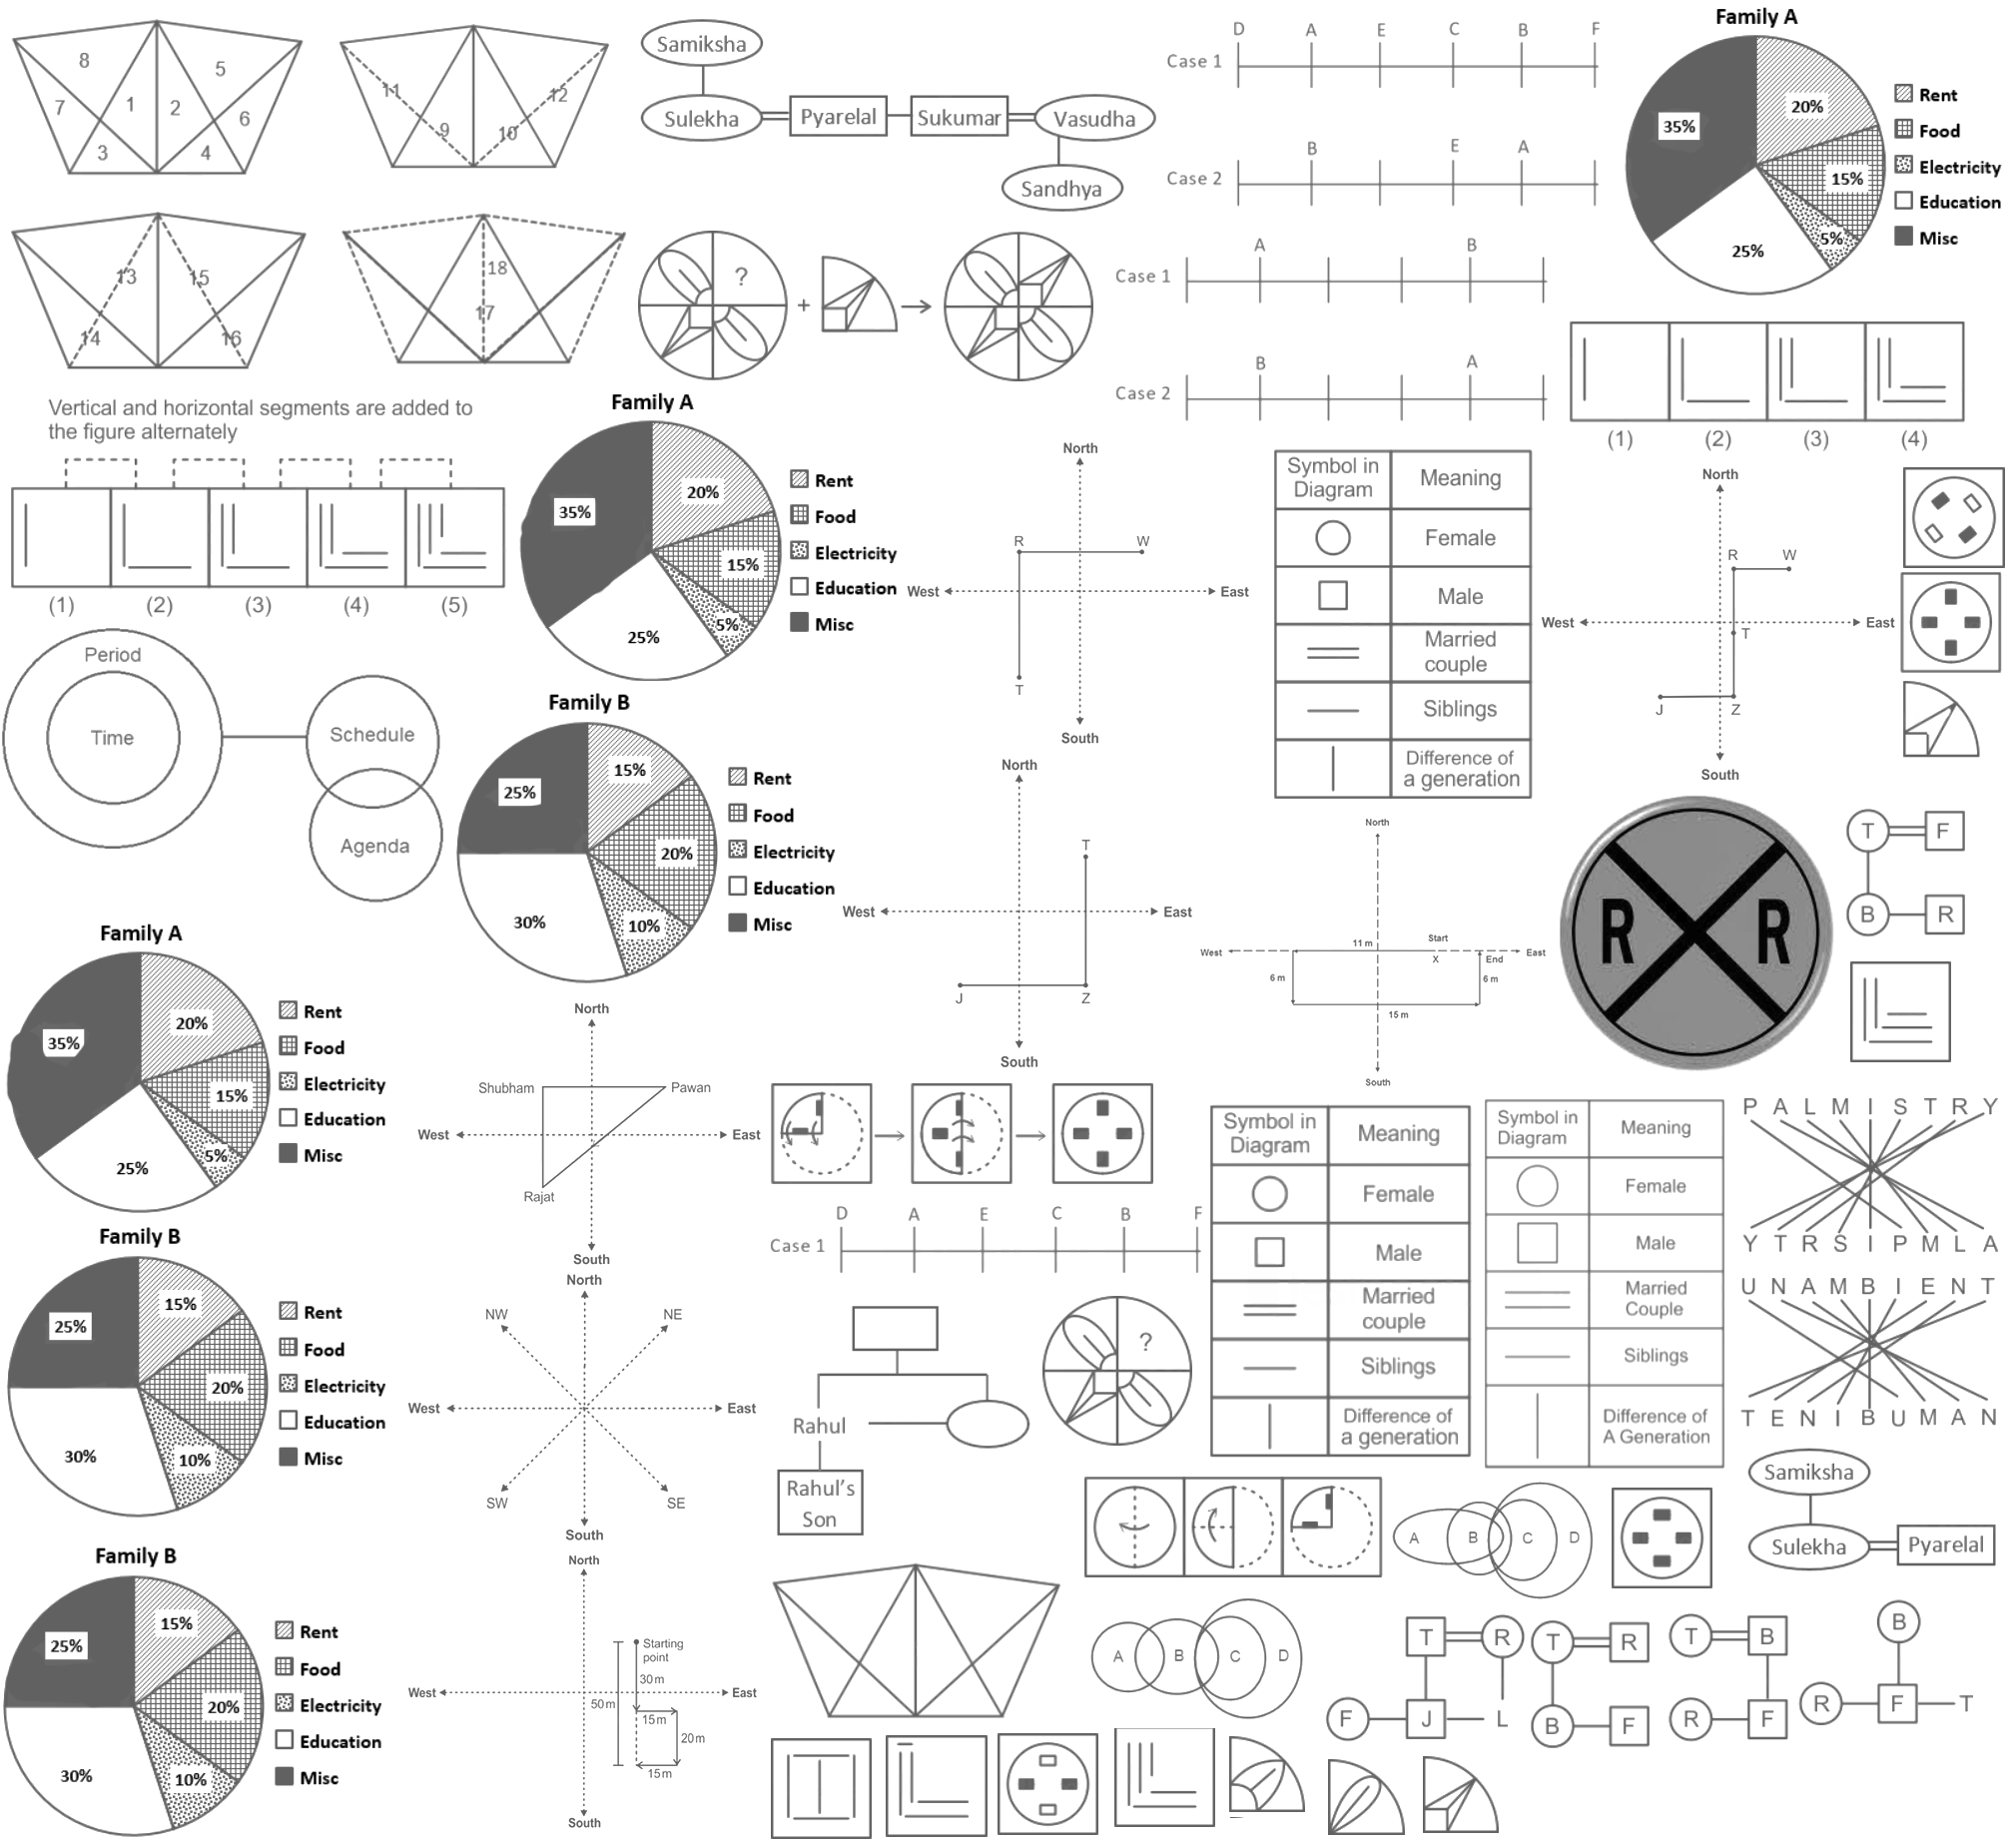 8
5
7
1
2
6
3
4
11
12
9
10
13
15
14
16
18
17
Samiksha
Sulekha
Pyarelal
Sukumar
Vasudha
Sandhya
?
+
D A E C B F
Case 1
B E A
Case 2
A B
Case 1
B A
Case 2
Family A
20%
35%
15%
5%
25%
Rent
Food
Electricity
Education
Misc
(1) (2) (3) (4)
Vertical and horizontal segments are added to
the figure alternately
(1) (2) (3) (4) (5)
Family A
20%
35%
15%
5%
25%
Rent
Food
Electricity
Education
Misc
North
R W
West East
T
South
Symbol in
Diagram
Meaning
Female
Male
Married
couple
Siblings
Difference of
a generation
North
R W
West East
T
J Z
South
Period
Time
Schedule
Agenda
Family B
15%
25%
20%
30%
10%
Rent
Food
Electricity
Education
Misc
North
T
West East
J Z
South
North
11 m
Start
West
X
End
East
6 m
6 m
15 m
South
R R
T F
B R
Family A
20%
35%
15%
5%
25%
Rent
Food
Electricity
Education
Misc
North
Shubham Pawan
West East
Rajat
South
D A E C B F
Case 1
Symbol in
Diagram
Meaning
Female
Male
Married
couple
Siblings
Difference of
a generation
Symbol in
Diagram
Meaning
Female
Male
Married
Couple
Siblings
Difference of
A Generation
P A L M I S T R Y
Y T R S I P M L A
U N A M B I E N T
T E N I B U M A N
Family B
15%
25%
20%
30%
10%
Rent
Food
Electricity
Education
Misc
North
NW NE
West East
SW SE
South
Rahul
Rahul's
Son
?
A B C D
Samiksha
Sulekha
Pyarelal
Family B
15%
25%
20%
30%
10%
Rent
Food
Electricity
Education
Misc
North
Starting
point
30m
West East
50m
15m
20m
15m
South
A B C D
T R
F J L
T R
B F
T B
R F
B
R F T